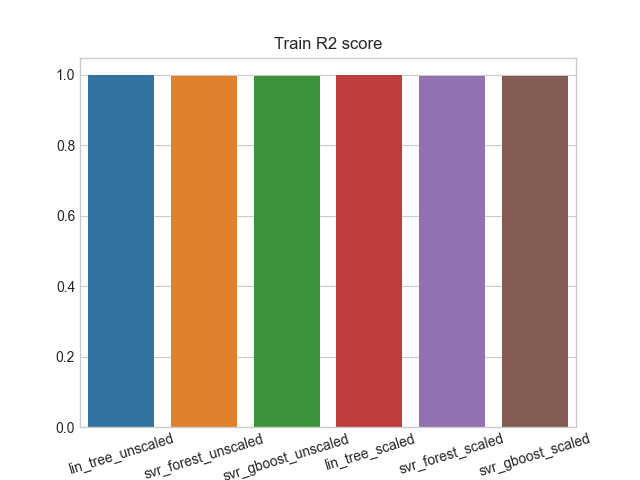 Train R2 score
1.0
0.8
0.6
0.4
0.2
0.0
lin_tree_unscaled
svr_forest_unscaled
svr_gboost_unscaled
lin_tree_scaled
svr_forest_scaled
svr_gboost_scaled